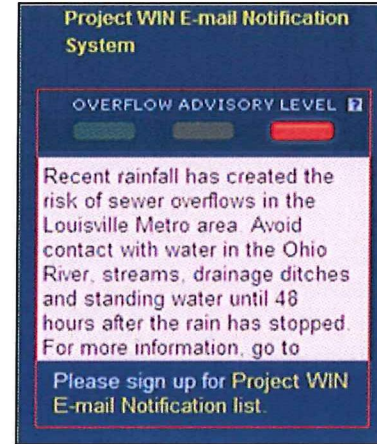 Project WIN E-mail Notification
System
OVERFLOW ADVISORY LEVEL ?
Recent rainfall has created the
risk of sewer overflows in the
Louisville Metro area. Avoid
contact with water in the Ohio
River, streams, drainage ditches
and standing water until 48
hours after the rain has stopped.
For more information, go to
Please sign up for Project WIN
E-mail Notification list.